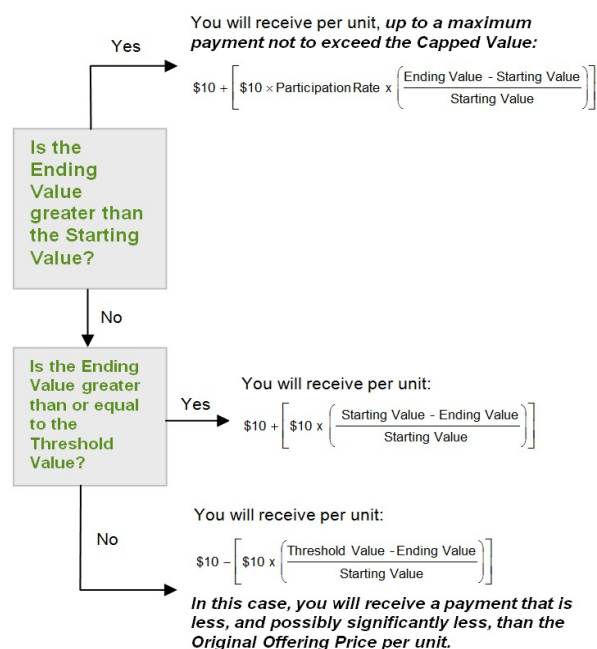 You will receive per unit, up to a maximum
payment not to exceed the Capped Value:
Yes
$10 + [ $10 × Participation Rate x ( Ending Value - Starting Value / Starting Value ) ]
Is the
Ending
Value
greater than
the Starting
Value?
No
Is the Ending
Value greater
than or equal
to the
Threshold
Value?
Yes
You will receive per unit:
$10 + [ $10 x ( Starting Value - Ending Value / Starting Value ) ]
No
You will receive per unit:
$10 – [ $10 x ( Threshold Value - Ending Value / Starting Value ) ]
In this case, you will receive a payment that is
less, and possibly significantly less, than the
Original Offering Price per unit.